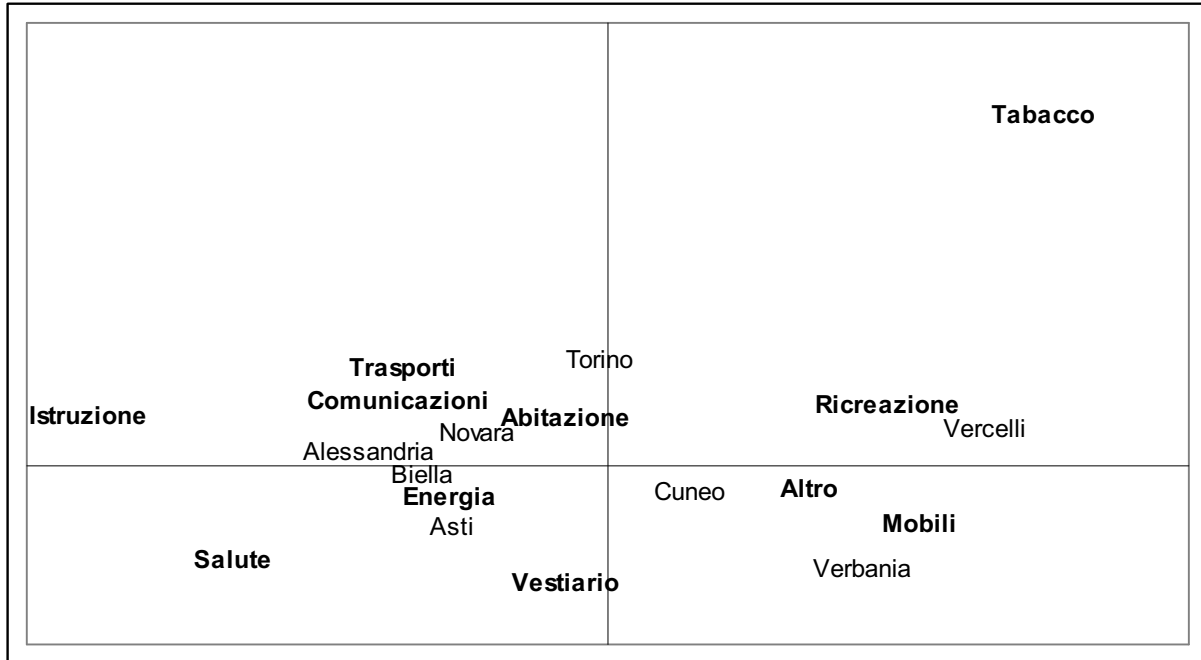 Tabacco
Torino
Trasporti
Comunicazioni
Ricreazione
Istruzione
Abitazione
Vercelli
Novara
Alessandria
Biella
Energia
Cuneo
Altro
Asti
Mobili
Salute
Verbania
Vestiario